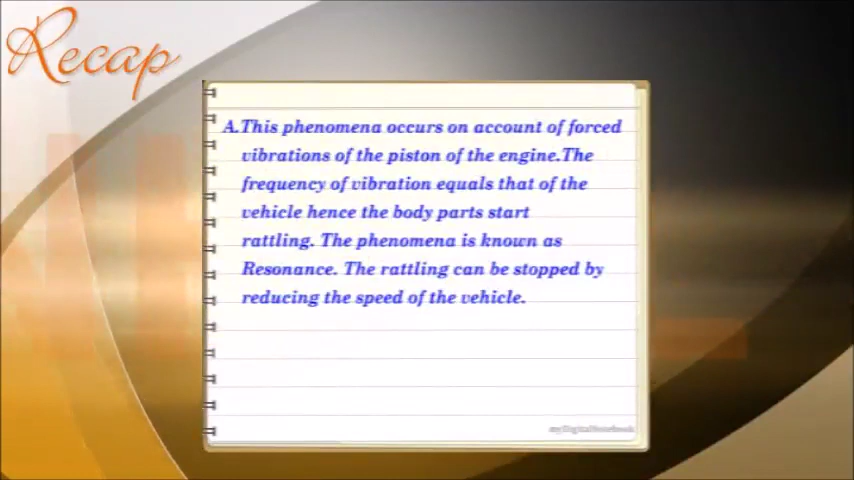 Recap
A.This phenomena occurs on account of forced
vibrations of the piston of the engine.The
frequency of vibration equals that of the
vehicle hence the body parts start
rattling. The phenomena is known as
Resonance. The rattling can be stopped by
reducing the speed of the vehicle.
myDigitalNotebook